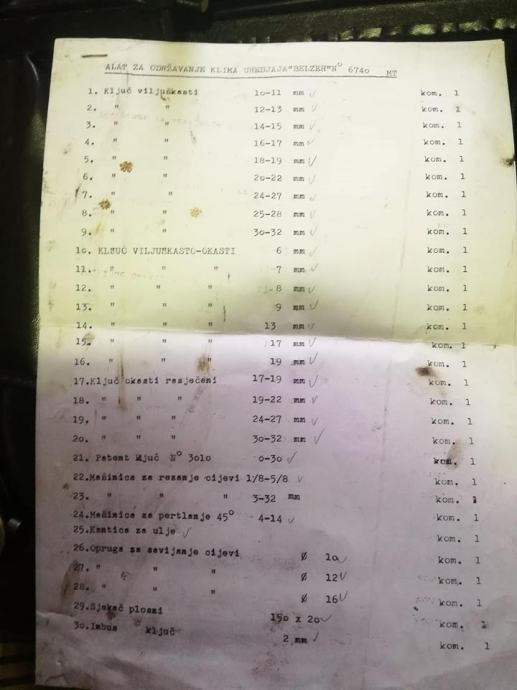 ALAT ZA ODRŽAVANJE KLIMA UREDJAJA"BELZER"N° 6740 MT
1. Ključ viljuškasti 10-11 mm ✓ kom. 1
2. " " 12-13 mm ✓ kom. 1
3. " " 14-15 mm ✓ kom. 1
4. " " 16-17 mm ✓ kom. 1
5. " " 18-19 mm ✓ kom. 1
6. " " 20-22 mm ✓ kom. 1
7. " " 24-27 mm ✓ kom. 1
8. " " 25-28 mm ✓ kom. 1
9. " " 30-32 mm ✓ kom. 1
10. KLJUČ VILJUŠKASTO-OKASTI 6 mm ✓ kom. 1
11. " " " 7 mm ✓ kom. 1
12. " " " 8 mm ✓ kom. 1
13. " " " 9 mm ✓ kom. 1
14. " " " 13 mm ✓ kom. 1
15. " " " 17 mm ✓ kom. 1
16. " " " 19 mm ✓ kom. 1
17.Ključ okasti rasječeni 17-19 mm ✓ kom. 1
18. " " " 19-22 mm ✓ kom. 1
19. " " " 24-27 mm ✓ kom. 1
20. " " " 30-32 mm ✓ kom. 1
21. Patent ključ N° 3010 0-30 ✓ kom. 1
22.Mašinica za rezanje cijevi 1/8-5/8 ✓ kom. 1
23. " " " 3-32 mm kom. 1
24.Mašinica za pertlanje 45° 4-14 ✓ kom. 1
25.Kantica za ulje ✓ kom. 1
26.Opruga za savijanje cijevi Ø 10 ✓ kom. 1
27. " " " Ø 12 ✓ kom. 1
28. " " " Ø 16 ✓ kom. 1
29.Sjekač plosni 150 x 20 ✓ kom. 1
30.Imbus ključ 2 mm ✓ kom. 1